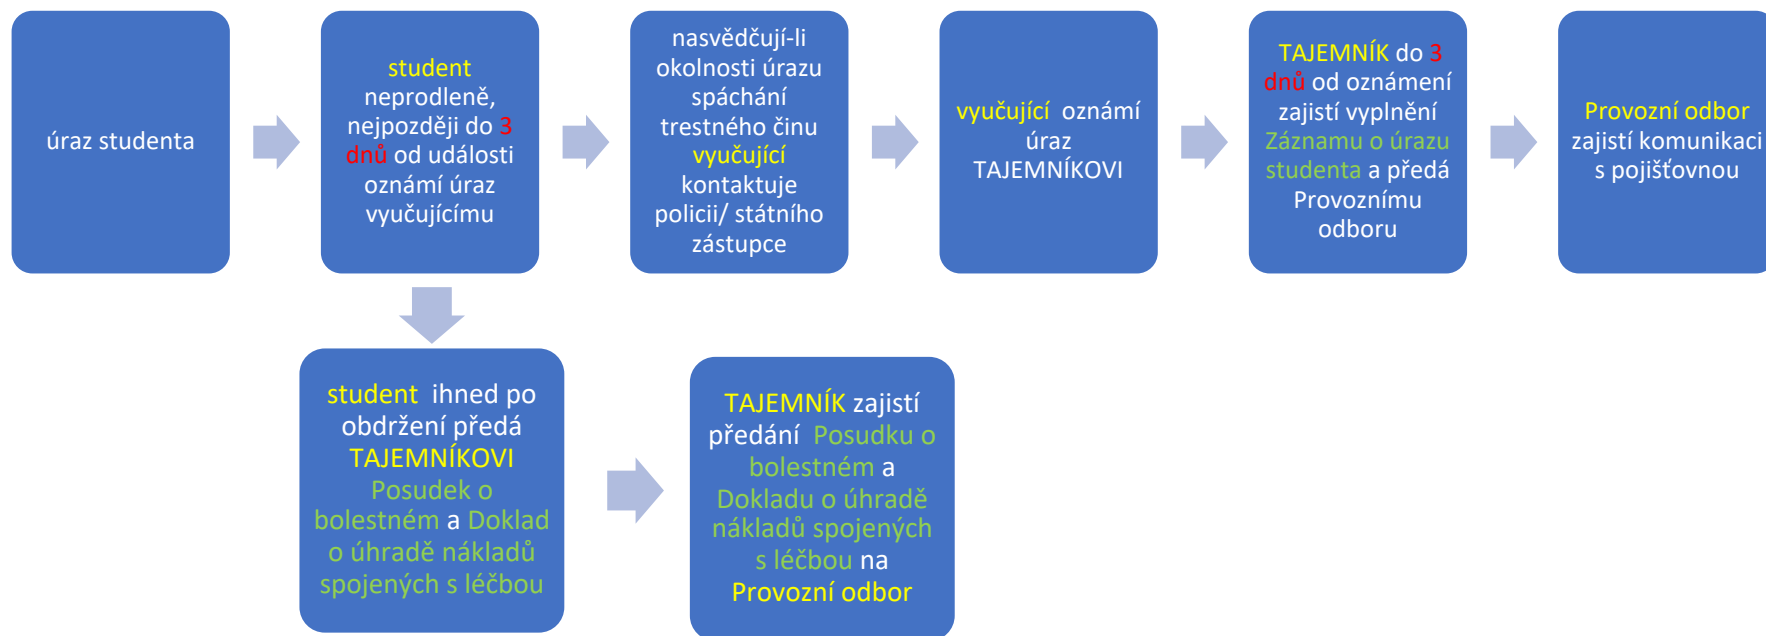 úraz studenta
student
neprodleně,
nejpozději do 3
dnů od události
oznámí úraz
vyučujícímu
nasvědčují-li
okolnosti úrazu
spáchání
trestného činu
vyučující
kontaktuje
policii/ státního
zástupce
vyučující  oznámí
úraz
TAJEMNÍKOVI
TAJEMNÍK do 3
dnů od oznámení
zajistí vyplnění
Záznamu o úrazu
studenta a předá
Provoznímu
odboru
Provozní odbor
zajistí komunikaci
s pojišťovnou
student  ihned po
obdržení předá
TAJEMNÍKOVI
Posudek o
bolestném a Doklad
o úhradě nákladů
spojených s léčbou
TAJEMNÍK zajistí
předání  Posudku o
bolestném a
Dokladu o úhradě
nákladů spojených
s léčbou na
Provozní odbor